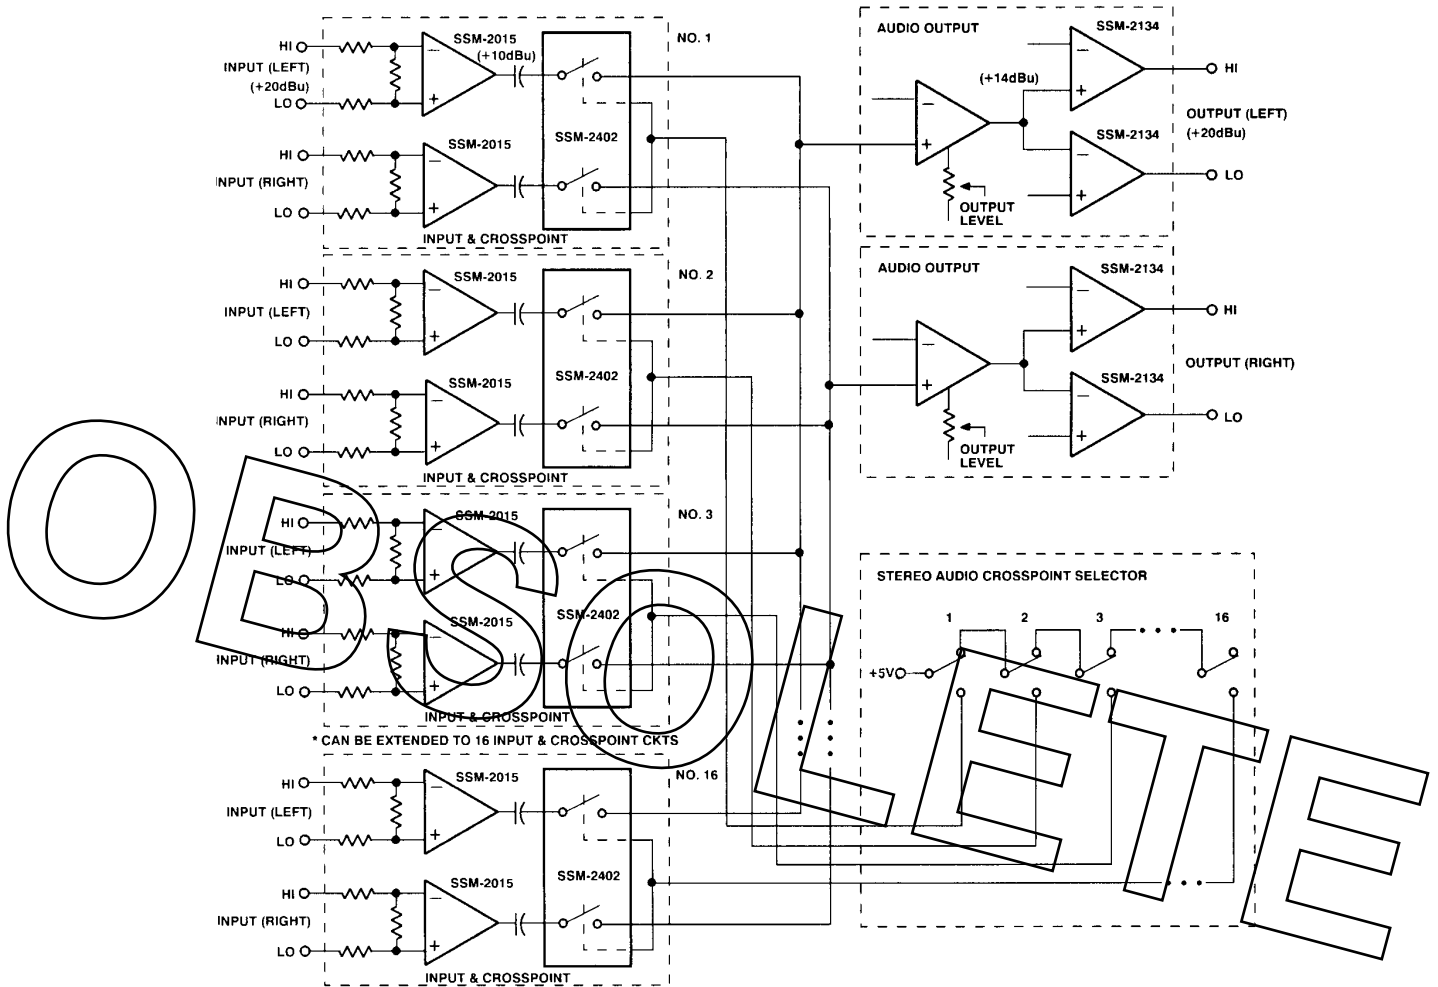 SSM-2015
(+10dBu)
NO. 1
HI
INPUT (LEFT)
(+20dBu)
LO
SSM-2402
SSM-2015
HI
INPUT (RIGHT)
LO
INPUT & CROSSPOINT
AUDIO OUTPUT
SSM-2134
(+14dBu)
HI
OUTPUT (LEFT)
(+20dBu)
SSM-2134
LO
OUTPUT
LEVEL
SSM-2015
NO. 2
HI
INPUT (LEFT)
LO
SSM-2402
SSM-2015
HI
INPUT (RIGHT)
LO
INPUT & CROSSPOINT
AUDIO OUTPUT
SSM-2134
HI
OUTPUT (RIGHT)
SSM-2134
LO
OUTPUT
LEVEL
SSM-2015
NO. 3
HI
INPUT (LEFT)
LO
SSM-2402
SSM-2015
HI
INPUT (RIGHT)
LO
INPUT & CROSSPOINT
* CAN BE EXTENDED TO 16 INPUT & CROSSPOINT CKTS
STEREO AUDIO CROSSPOINT SELECTOR
1 2 3 16
+5V
SSM-2015
NO. 16
HI
INPUT (LEFT)
LO
SSM-2402
SSM-2015
HI
INPUT (RIGHT)
LO
INPUT & CROSSPOINT
OBSOLETE